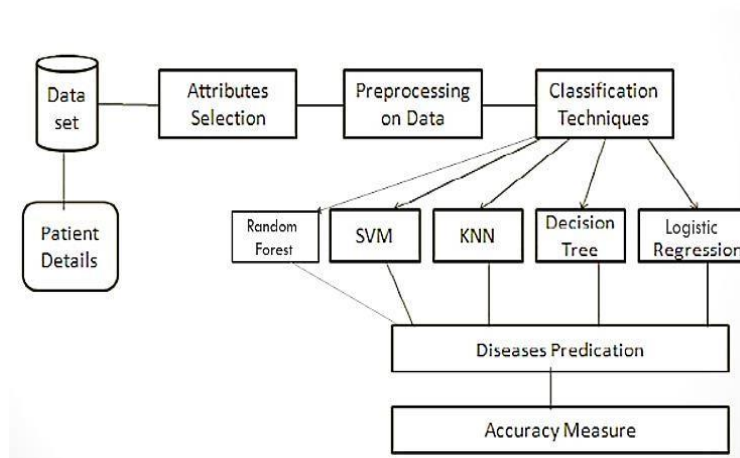 Data
set
Attributes
Selection
Preprocessing
on Data
Classification
Techniques
Patient
Details
Random
Forest
SVM
KNN
Decision
Tree
Logistic
Regression
Diseases Predication
Accuracy Measure